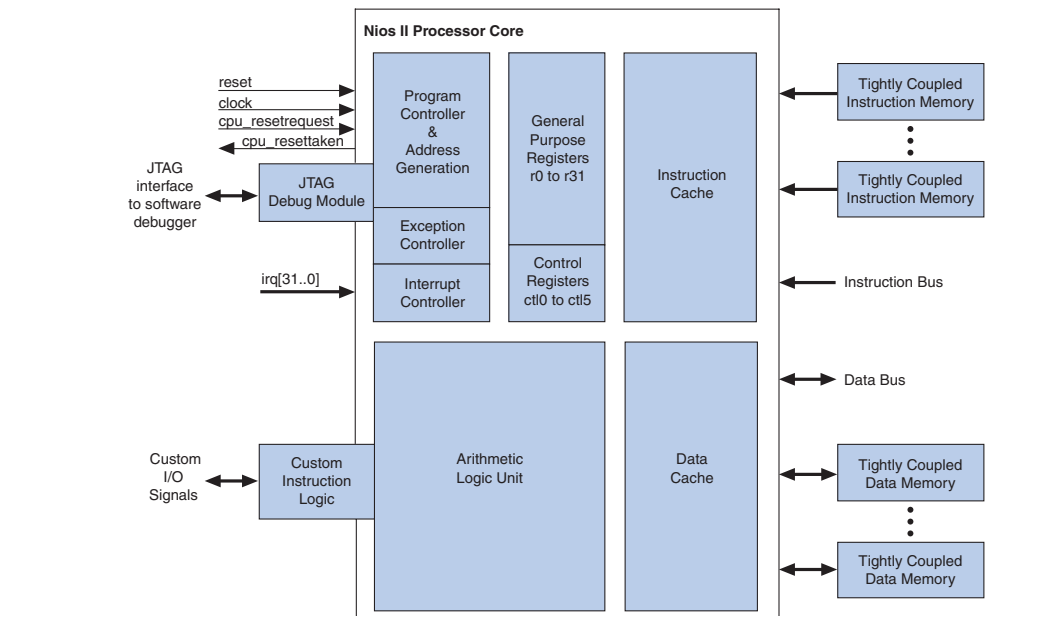 Nios II Processor Core
reset
clock
cpu_resetrequest
cpu_resettaken
JTAG
interface
to software
debugger
JTAG
Debug Module
irq[31..0]
Program
Controller
&
Address
Generation
Exception
Controller
Interrupt
Controller
General
Purpose
Registers
r0 to r31
Control
Registers
ctl0 to ctl5
Instruction
Cache
Tightly Coupled
Instruction Memory
Tightly Coupled
Instruction Memory
Instruction Bus
Data Bus
Custom
I/O
Signals
Custom
Instruction
Logic
Arithmetic
Logic Unit
Data
Cache
Tightly Coupled
Data Memory
Tightly Coupled
Data Memory